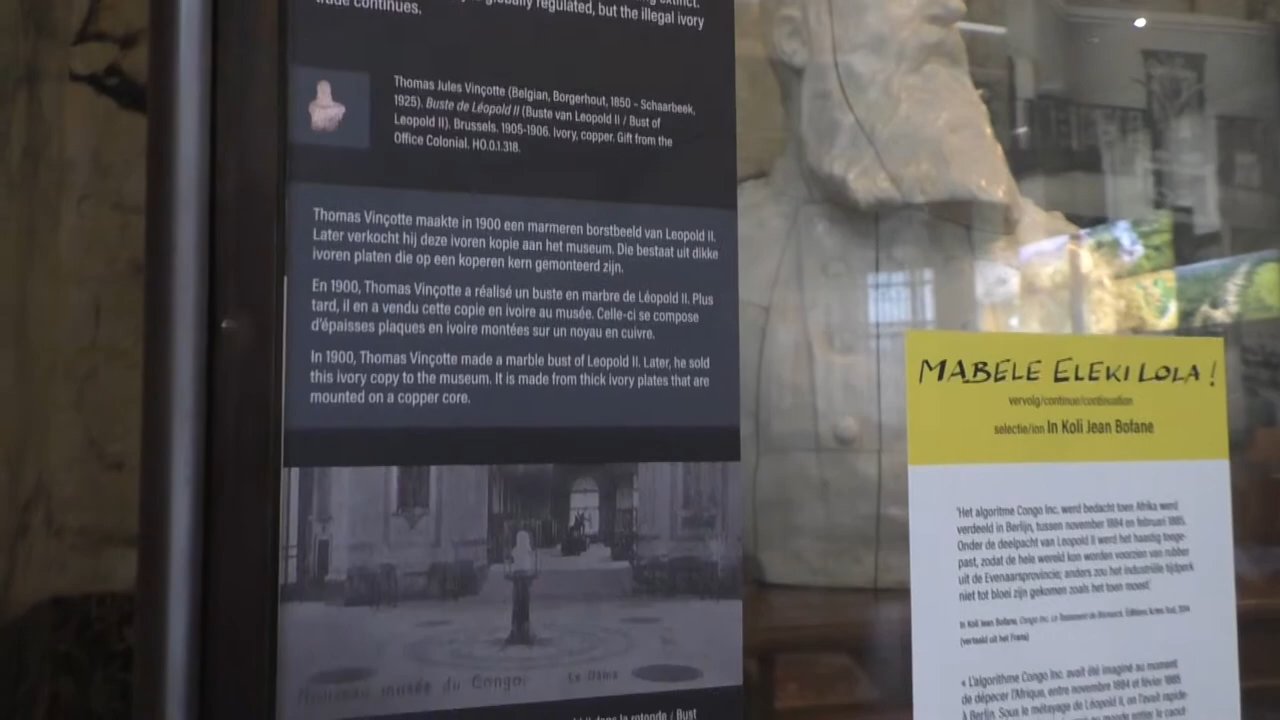 globally regulated, but the illegal ivory
trade continues.
Thomas Jules Vinçotte (Belgian, Borgerhout, 1850 - Schaarbeek,
1925). Buste de Léopold II (Buste van Leopold II / Bust of
Leopold II). Brussels, 1905-1906. Ivory, copper. Gift from the
Office Colonial. HO.0.1.318.
Thomas Vinçotte maakte in 1900 een marmeren borstbeeld van Leopold II.
Later verkocht hij deze ivoren kopie aan het museum. Die bestaat uit dikke
ivoren platen die op een koperen kern gemonteerd zijn.
En 1900, Thomas Vinçotte a réalisé un buste en marbre de Léopold II. Plus
tard, il en a vendu cette copie en ivoire au musée. Celle-ci se compose
d'épaisses plaques en ivoire montées sur un noyau en cuivre.
In 1900, Thomas Vinçotte made a marble bust of Leopold II. Later, he sold
this ivory copy to the museum. It is made from thick ivory plates that are
mounted on a copper core.
musée du Congo. Le Dôme
dans la rotonde / Bust
MABELE ELEKI LOLA !
vervolg/continue/continuation
selectie/ion In Koli Jean Bofane
'Het algoritme Congo Inc. werd bedacht toen Afrika werd
verdeeld in Berlijn, tussen november 1884 en februari 1885.
Onder de deelpacht van Leopold II werd het haastig toege-
past, zodat de hele wereld kon worden voorzien van rubber
uit de Evenaarsprovincie; anders zou het industriële tijdperk
niet tot bloei zijn gekomen zoals het toen moest.'
In Koli Jean Bofane, Congo Inc. Le Testament de Bismarck, Éditions Actes Sud, 2014
(vertaald uit het Frans)
« L'algorithme Congo Inc. avait été imaginé au moment
de dépecer l'Afrique, entre novembre 1884 et février 1885
à Berlin. Sous le métayage de Léopold II, on l'avait rapide-